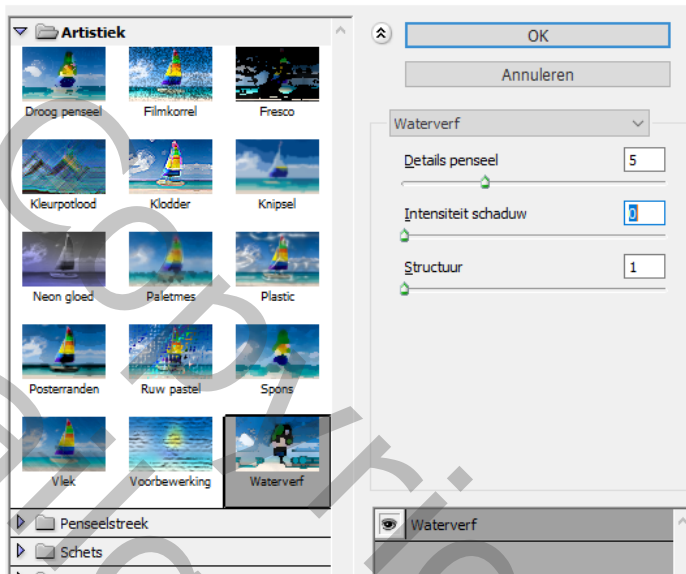 Artistiek
Droog penseel Filmkorrel Fresco
Kleurpotlood Klodder Knipsel
Neon gloed Paletmes Plastic
Posterranden Ruw pastel Spons
Vlek Voorbewerking Waterverf
Penseelstreek
Schets
OK
Annuleren
Waterverf
Details penseel 5
Intensiteit schaduw 0
Structuur 1
Waterverf